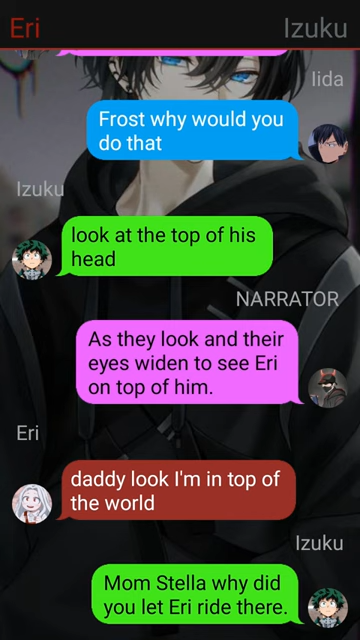 Eri
Izuku
Iida
Frost why would you
do that
Izuku
look at the top of his
head
NARRATOR
As they look and their
eyes widen to see Eri
on top of him.
Eri
daddy look I'm in top of
the world
Izuku
Mom Stella why did
you let Eri ride there.